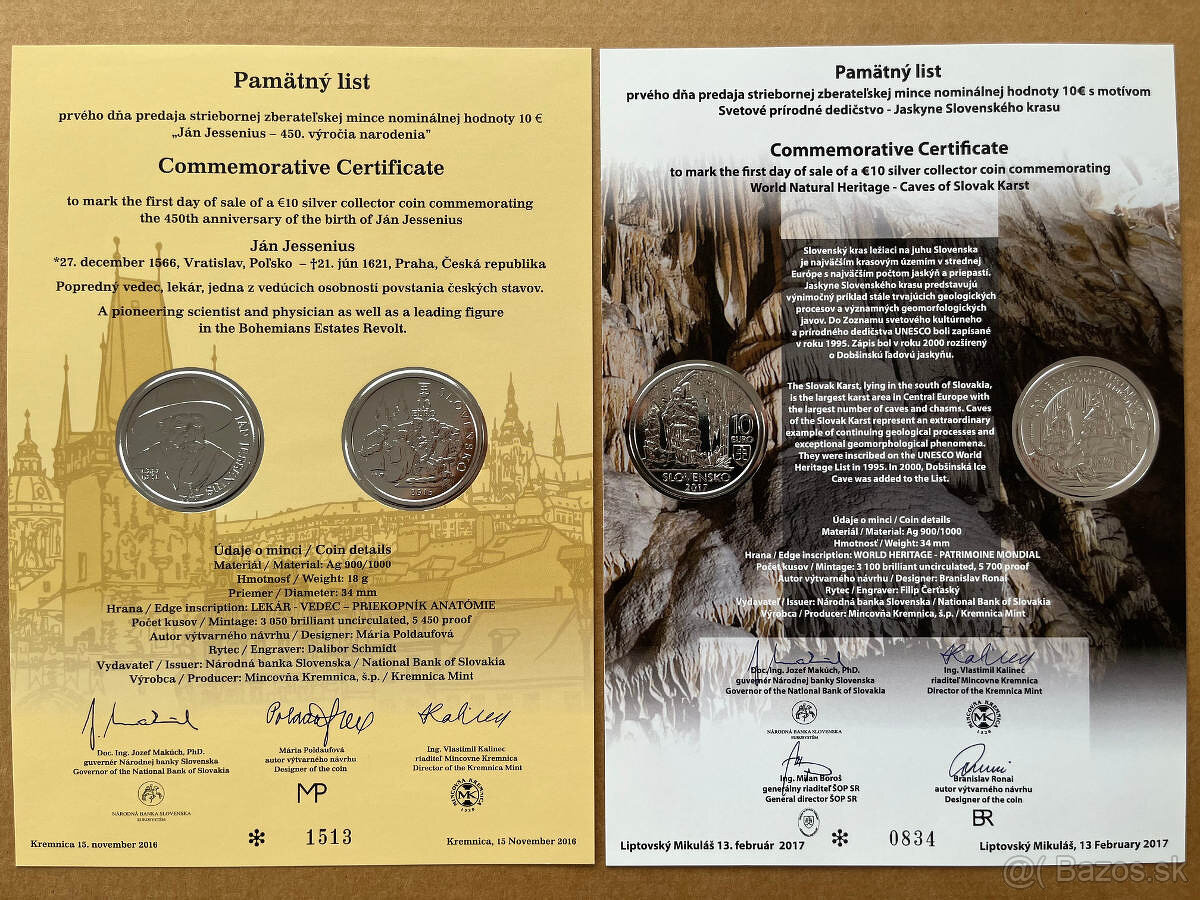 Pamätný list
prvého dňa predaja striebornej zberateľskej mince nominálnej hodnoty 10 €
„Ján Jessenius – 450. výročia narodenia”
Commemorative Certificate
to mark the first day of sale of a €10 silver collector coin commemorating
the 450th anniversary of the birth of Ján Jessenius
Ján Jessenius
*27. december 1566, Vratislav, Poľsko – †21. jún 1621, Praha, Česká republika
Popredný vedec, lekár, jedna z vedúcich osobností povstania českých stavov.
A pioneering scientist and physician as well as a leading figure
in the Bohemians Estates Revolt.
JÁN JESSENIUS
SLOVENSKO
Údaje o minci / Coin details
Materiál / Material: Ag 900/1000
Hmotnosť / Weight: 18 g
Priemer / Diameter: 34 mm
Hrana / Edge inscription: LEKÁR - VEDEC – PRIEKOPNÍK ANATÓMIE
Počet kusov / Mintage: 3 050 brilliant uncirculated, 5 450 proof
Autor výtvarného návrhu / Designer: Mária Poldaufová
Rytec / Engraver: Dalibor Schmidt
Vydavateľ / Issuer: Národná banka Slovenska / National Bank of Slovakia
Výrobca / Producer: Mincovňa Kremnica, š.p. / Kremnica Mint
Doc. Ing. Jozef Makúch, PhD.
guvernér Národnej banky Slovenska
Governor of the National Bank of Slovakia
NÁRODNÁ BANKA SLOVENSKA
EUROSYSTÉM
Mária Poldaufová
autor výtvarného návrhu
Designer of the coin
MP
Ing. Vlastimil Kalinec
riaditeľ Mincovne Kremnica
Director of the Kremnica Mint
MINCOVŇA KREMNICA
MK
1328
Kremnica 15. november 2016
✻ 1513
Kremnica, 15 November 2016
Pamätný list
prvého dňa predaja striebornej zberateľskej mince nominálnej hodnoty 10€ s motívom
Svetové prírodné dedičstvo - Jaskyne Slovenského krasu
Commemorative Certificate
to mark the first day of sale of a €10 silver collector coin commemorating
World Natural Heritage - Caves of Slovak Karst
Slovenský kras ležiaci na juhu Slovenska
je najväčším krasovým územím v strednej
Európe s najväčším počtom jaskýň a priepastí.
Jaskyne Slovenského krasu predstavujú
výnimočný príklad stále trvajúcich geologických
procesov a významných geomorfologických
javov. Do Zoznamu svetového kultúrneho
a prírodného dedičstva UNESCO boli zapísané
v roku 1995. Zápis bol v roku 2000 rozšírený
o Dobšinskú ľadovú jaskyňu.
The Slovak Karst, lying in the south of Slovakia,
is the largest karst area in Central Europe with
the largest number of caves and chasms. Caves
of the Slovak Karst represent an extraordinary
example of continuing geological processes and
exceptional geomorphological phenomena.
They were inscribed on the UNESCO World
Heritage List in 1995. In 2000, Dobšinská Ice
Cave was added to the List.
10
EURO
SLOVENSKO
2017
Údaje o minci / Coin details
Materiál / Material: Ag 900/1000
Hmotnosť / Weight: 34 mm
Hrana / Edge inscription: WORLD HERITAGE - PATRIMOINE MONDIAL
Počet kusov / Mintage: 3 100 brilliant uncirculated, 5 700 proof
Autor výtvarného návrhu / Designer: Branislav Ronai
Rytec / Engraver: Filip Čerťaský
Vydavateľ / Issuer: Národná banka Slovenska / National Bank of Slovakia
Výrobca / Producer: Mincovňa Kremnica, š.p. / Kremnica Mint
Doc. Ing. Jozef Makúch, PhD.
guvernér Národnej banky Slovenska
Governor of the National Bank of Slovakia
NÁRODNÁ BANKA SLOVENSKA
EUROSYSTÉM
Ing. Vlastimil Kalinec
riaditeľ Mincovne Kremnica
Director of the Kremnica Mint
MINCOVŇA KREMNICA
MK
1328
Ing. Milan Boroš
generálny riaditeľ ŠOP SR
General director ŠOP SR
Branislav Ronai
autor výtvarného návrhu
Designer of the coin
BR
Liptovský Mikuláš 13. február 2017
✻ 0834
Liptovský Mikuláš, 13 February 2017
@( Bazos.sk